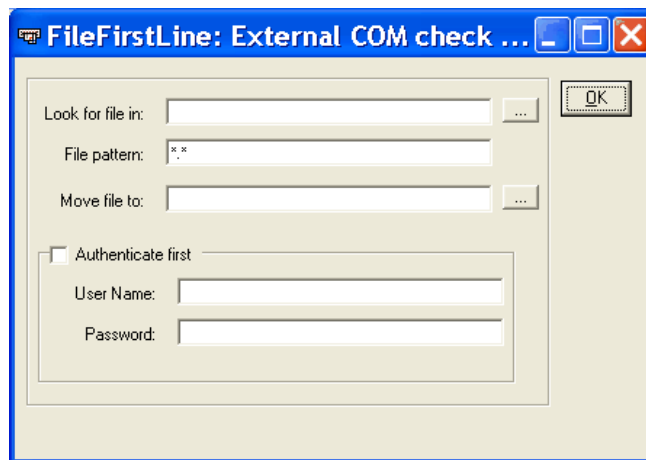 FileFirstLine: External COM check ...
Look for file in:
...
OK
File pattern:
*.*
Move file to:
...
Authenticate first
User Name:
Password: